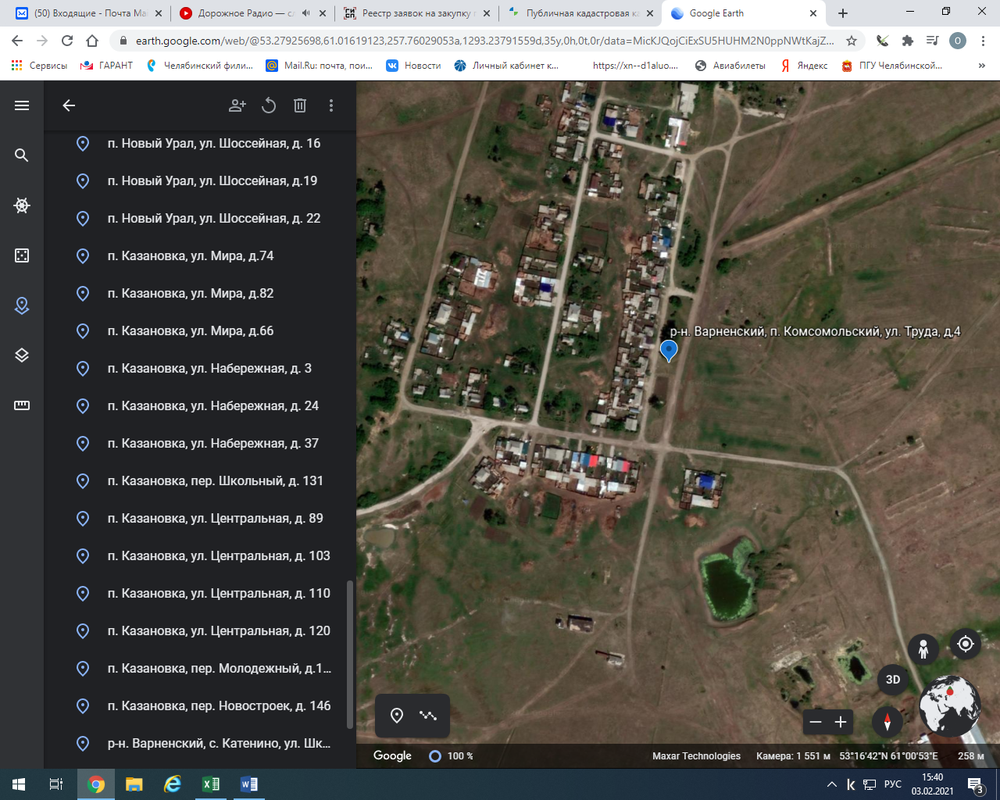 (50) Входящие - Почта Ма
Дорожное Радио — сл
Реестр заявок на закупку п
Публичная кадастровая ка
Google Earth
earth.google.com/web/@53.27925698,61.01619123,257.76029053a,1293.23791559d,35y,0h,0t,0r/data=MicKJQojCiExSU5HUHM2N0ppNWtKajZ...
O
Сервисы
ГАРАНТ
Челябинский фили...
Mail.Ru: почта, пои...
Новости
Личный кабинет к...
https://xn--d1aluo....
Авиабилеты
Яндекс
ПГУ Челябинской...
п. Новый Урал, ул. Шоссейная, д. 16
п. Новый Урал, ул. Шоссейная, д.19
п. Новый Урал, ул. Шоссейная, д. 22
п. Казановка, ул. Мира, д.74
п. Казановка, ул. Мира, д.82
п. Казановка, ул. Мира, д.66
п. Казановка, ул. Набережная, д. 3
п. Казановка, ул. Набережная, д. 24
п. Казановка, ул. Набережная, д. 37
п. Казановка, пер. Школьный, д. 131
п. Казановка, ул. Центральная, д. 89
п. Казановка, ул. Центральная, д. 103
п. Казановка, ул. Центральная, д. 110
п. Казановка, ул. Центральная, д. 120
п. Казановка, пер. Молодежный, д.1...
п. Казановка, пер. Новостроек, д. 146
р-н. Варненский, с. Катенино, ул. Шк...
р-н. Варненский, п. Комсомольский, ул. Труда, д,4
3D
Google
100 %
Maxar Technologies
Камера: 1 551 м
53°16'42"N 61°00'53"E
258 м
РУС
15:40
03.02.2021
3